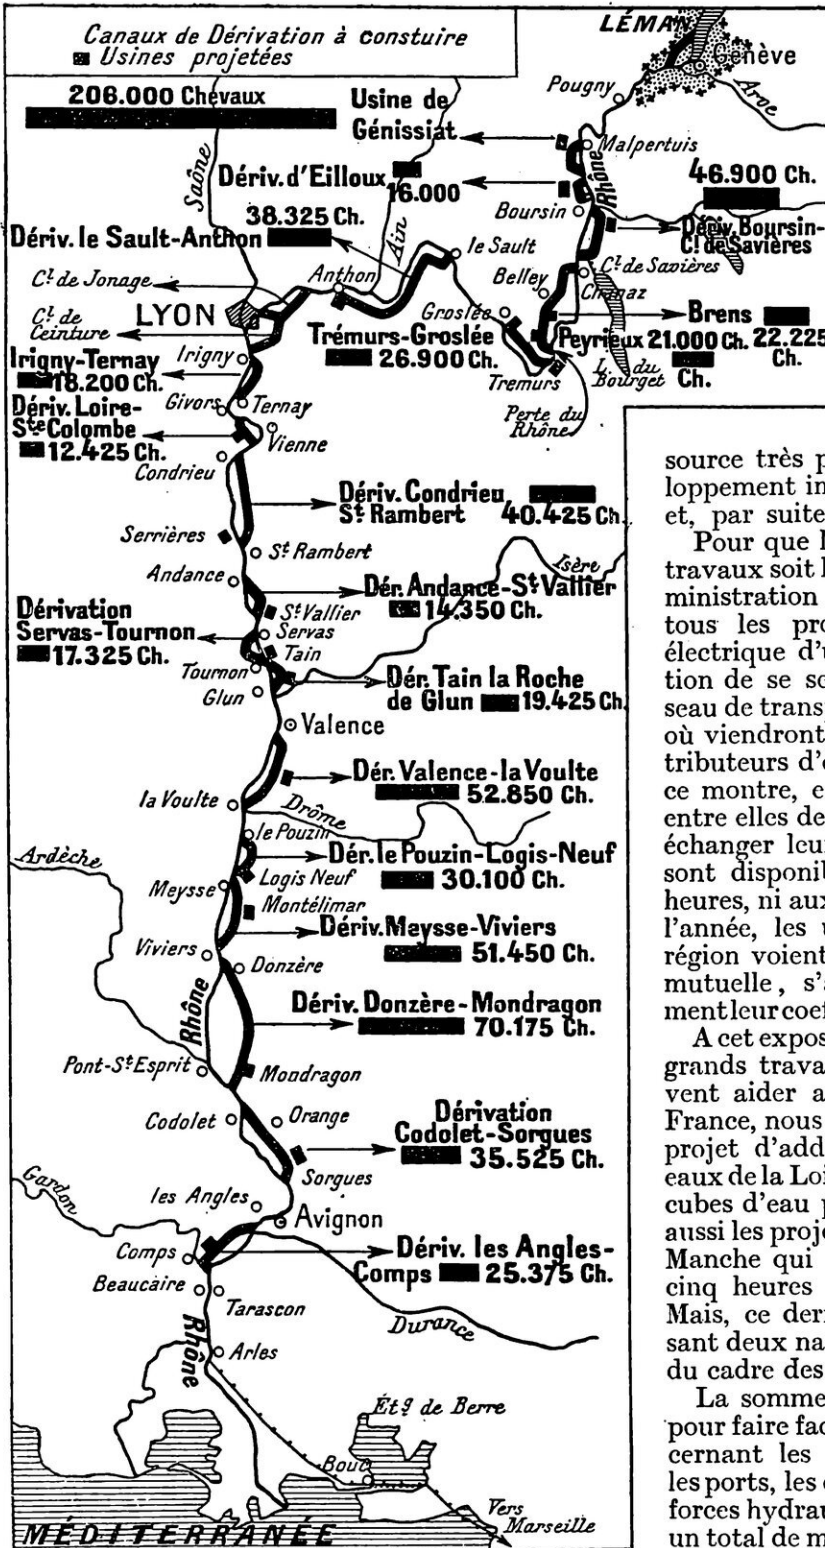 Canaux de Dérivation à constuire
Usines projetées
LÉMAN
Genève
Pougny
Arve
206.000 Chevaux
Usine de
Génissiat
Malpertuis
Saône
Dériv. d'Eilloux
16.000
Rhône
46.900 Ch.
Boursin
Dériv. Boursin-
Cl. de Savières
38.325 Ch.
Dériv. le Sault-Anthon
Ain
le Sault
Cl de Savières
Chanaz
Belley
Cl de Jonage
Anthon
Groslée
LYON
Cl de
Ceinture
Brens
Peyrieux 21.000 Ch.
22.225
Ch.
Ch.
Trémurs-Groslée
26.900 Ch.
L. du
Bourget
Tremurs
Perte du
Rhône
Irigny
Irigny-Ternay
18.200 Ch.
Givors
Ternay
Dériv. Loire-
Ste Colombe
12.425 Ch.
Vienne
Condrieu
Dériv. Condrieu
St Rambert
40.425 Ch.
Serrières
St Rambert
Isère
Andance
Dér. Andance-St Vallier
14.350 Ch.
St Vallier
Dérivation
Servas-Tournon
17.325 Ch.
Servas
Tain
Tournon
Glun
Dér. Tain la Roche
de Glun 19.425 Ch.
Valence
Dér. Valence-la Voulte
52.850 Ch.
la Voulte
Drôme
le Pouzin
Dér. le Pouzin-Logis-Neuf
30.100 Ch.
Ardèche
Logis Neuf
Meysse
Montélimar
Dériv. Meysse-Viviers
51.450 Ch.
Viviers
Donzère
Rhône
Dériv. Donzère-Mondragon
70.175 Ch.
Pont-St Esprit
Mondragon
Codolet
Orange
Dérivation
Codolet-Sorgues
35.525 Ch.
Sorgues
Gardon
les Angles
Avignon
Comps
Dériv. les Angles-
Comps 25.375 Ch.
Beaucaire
Tarascon
Durance
Rhône
Arles
Étg de Berre
Bouc
Vers
Marseille
MÉDITERRANÉE
source très p
loppement in
et, par suite
Pour que l
travaux soit l
ministration
tous les pro
électrique d'u
tion de se so
seau de transp
où viendront
tributeurs d'é
ce montre, e
entre elles de
échanger leur
sont disponib
heures, ni aux
l'année, les u
région voient
mutuelle, s'a
ment leur coef
A cet expos
grands trava
vent aider a
France, nous
projet d'add
eaux de la Loi
cubes d'eau p
aussi les proje
Manche qui
cinq heures
Mais, ce der
sant deux na
du cadre des
La somme
pour faire fac
cernant les
les ports, les c
forces hydrau
un total de m